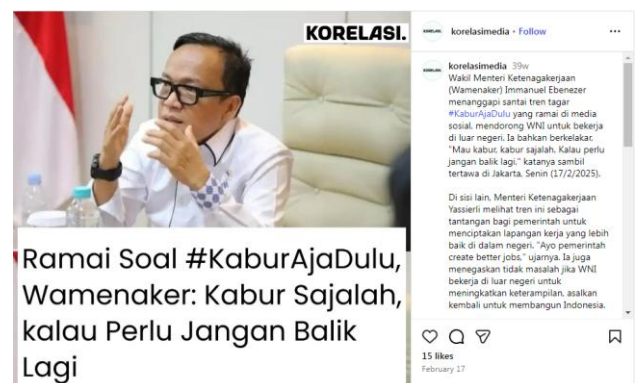 KORELASI.
Ramai Soal #KaburAjaDulu,
Wamenaker: Kabur Sajalah,
kalau Perlu Jangan Balik
Lagi
korelasimedia • Follow
korelasimedia 39w
Wakil Menteri Ketenagakerjaan
(Wamenaker) Immanuel Ebenezer
menanggapi santai tren tagar
#KaburAjaDulu yang ramai di media
sosial, mendorong WNI untuk bekerja
di luar negeri. Ia bahkan berkelakar,
"Mau kabur, kabur sajalah. Kalau perlu
jangan balik lagi," katanya sambil
tertawa di Jakarta, Senin (17/2/2025).
Di sisi lain, Menteri Ketenagakerjaan
Yassierli melihat tren ini sebagai
tantangan bagi pemerintah untuk
menciptakan lapangan kerja yang lebih
baik di dalam negeri. "Ayo pemerintah
create better jobs," ujarnya. Ia juga
menegaskan tidak masalah jika WNI
bekerja di luar negeri untuk
meningkatkan keterampilan, asalkan
kembali untuk membangun Indonesia.
15 likes
February 17